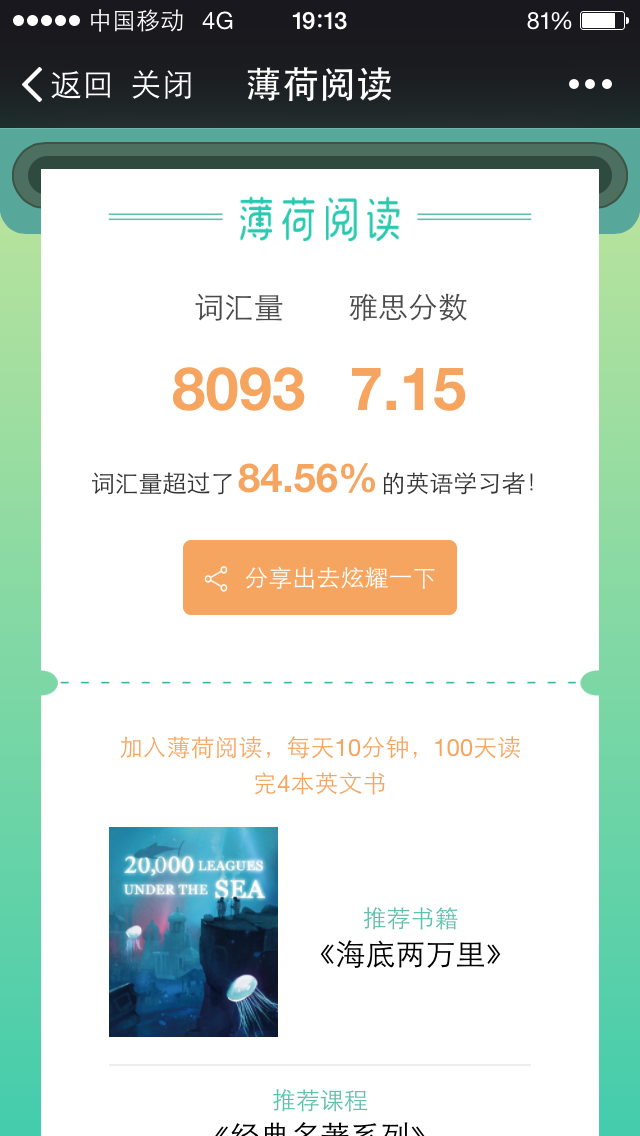 中国移动 4G 19:13 81%
返回 关闭 薄荷阅读
薄荷阅读
词汇量 雅思分数
8093 7.15
词汇量超过了84.56%的英语学习者！
分享出去炫耀一下
加入薄荷阅读，每天10分钟，100天读
完4本英文书
20,000 LEAGUES
UNDER THE SEA
推荐书籍
《海底两万里》
推荐课程
《经典名著系列》